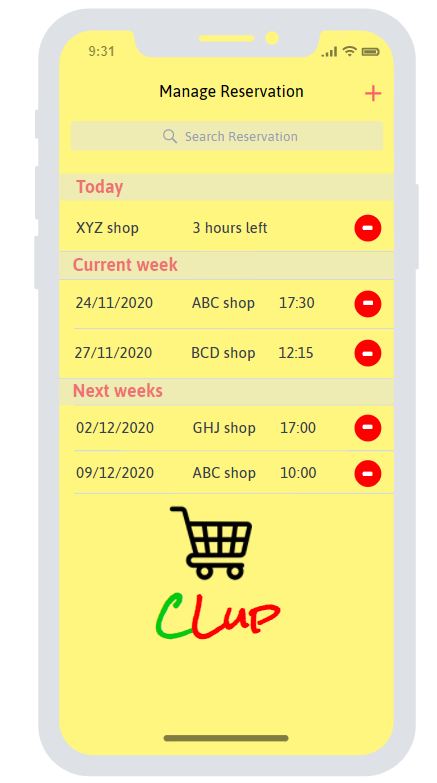 9:31
Manage Reservation +
Search Reservation
Today
XYZ shop 3 hours left
Current week
24/11/2020 ABC shop 17:30
27/11/2020 BCD shop 12:15
Next weeks
02/12/2020 GHJ shop 17:00
09/12/2020 ABC shop 10:00
CLup